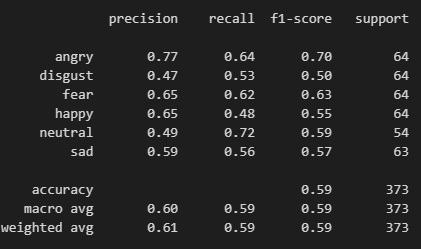 precision recall f1-score support
angry 0.77 0.64 0.70 64
disgust 0.47 0.53 0.50 64
fear 0.65 0.62 0.63 64
happy 0.65 0.48 0.55 64
neutral 0.49 0.72 0.59 54
sad 0.59 0.56 0.57 63
accuracy 0.59 373
macro avg 0.60 0.59 0.59 373
weighted avg 0.61 0.59 0.59 373